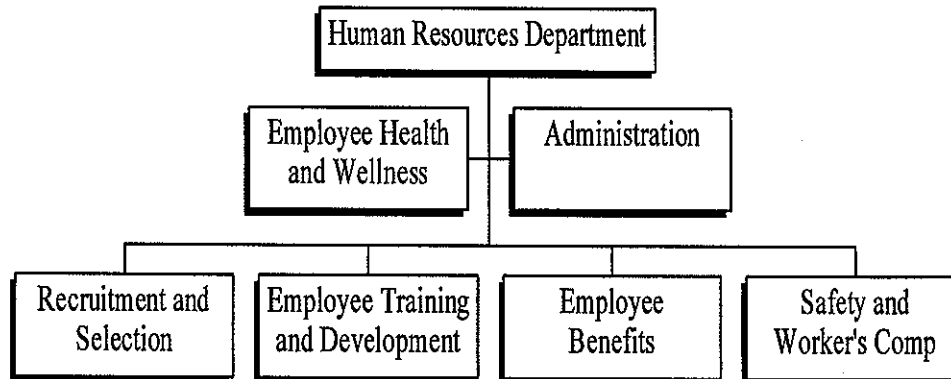 Human Resources Department
Employee Health
and Wellness
Administration
Recruitment and
Selection
Employee Training
and Development
Employee
Benefits
Safety and
Worker's Comp